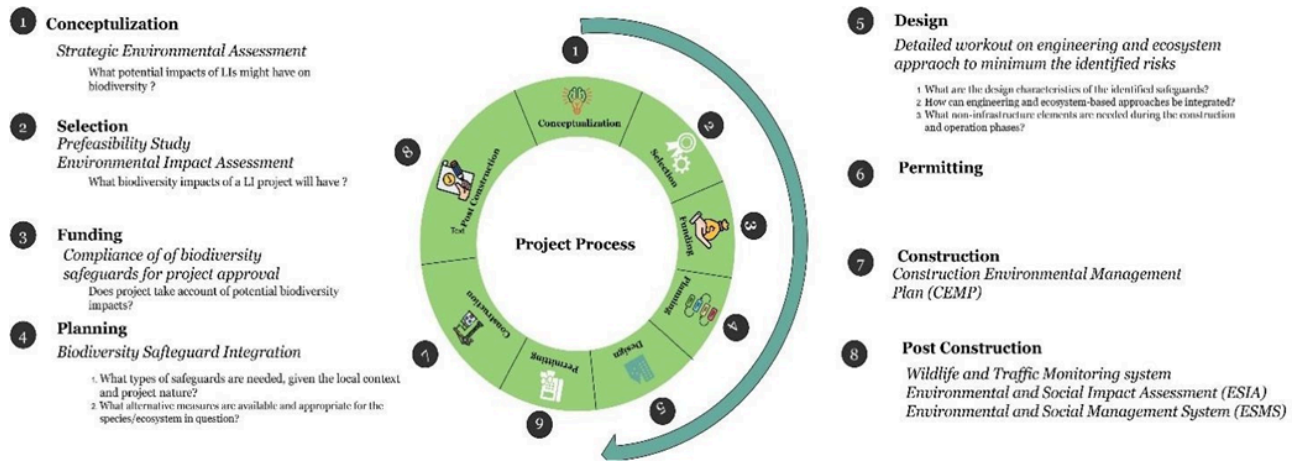 1 Conceptulization
Strategic Environmental Assessment
What potential impacts of LIs might have on
biodiversity ?
2 Selection
Prefeasibility Study
Environmental Impact Assessment
What biodiversity impacts of a LI project will have ?
3 Funding
Compliance of of biodiversity
safeguards for project approval
Does project take account of potential biodiversity
impacts?
4 Planning
Biodiversity Safteguard Integration
1. What types of safeguards are needed, given the local context
and project nature?
2. What alternative measures are available and appropriate for the
species/ecosystem in question?
Project Process
1
Conceptualization
2
Selection
3
Funding
4
Planning
5
Design
6
Permitting
7
Construction
8
Post Construction
Text
5 Design
Detailed workout on engineering and ecosystem
appraoch to minimum the identified risks
1 What are the design characteristics of the identified safeguards?
2 How can engineering and ecosystem-based approaches be integrated?
3 What non-infrastructure elements are needed during the construction
and operation phases?
6 Permitting
7 Construction
Construction Environmental Management
Plan (CEMP)
8 Post Construction
Wildlife and Traffic Monitoring system
Environmental and Social Impact Assessment (ESIA)
Environmental and Social Management System (ESMS)